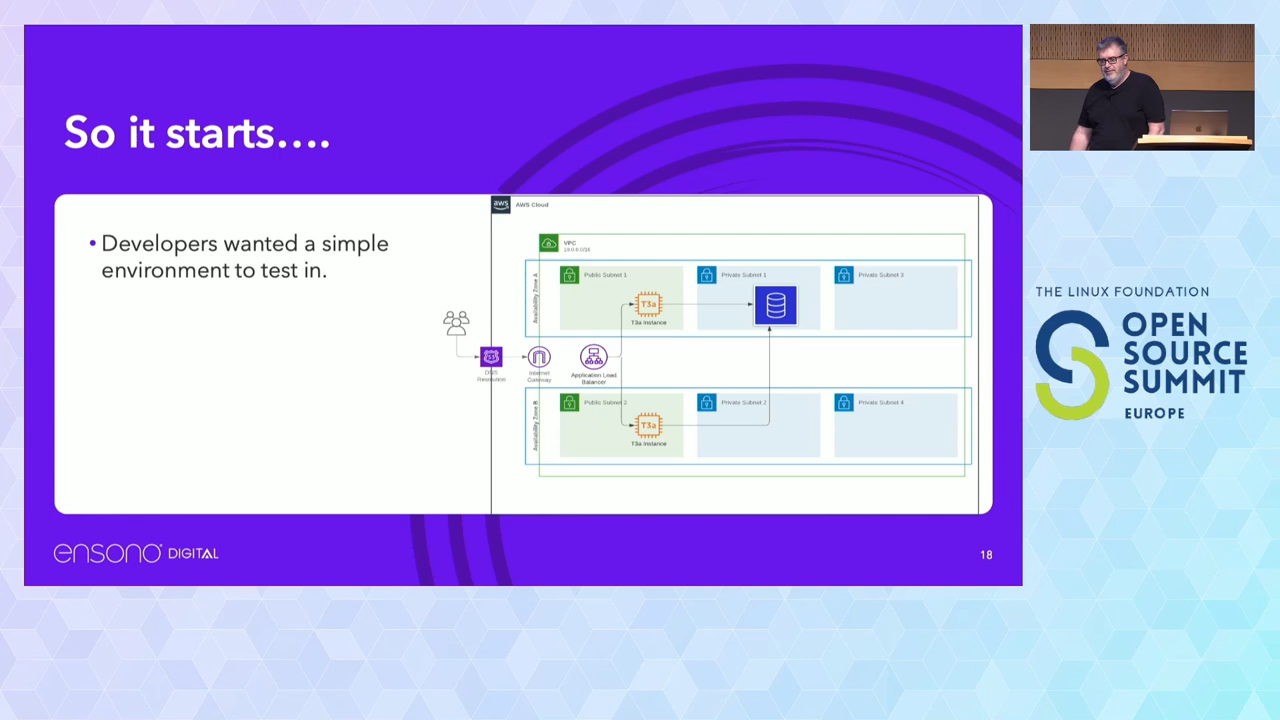 So it starts....
• Developers wanted a simple
environment to test in.
aws
AWS Cloud
VPC
10.0.0.0/16
Availability Zone A
Public Subnet 1
T3a
T3a Instance
Private Subnet 1
Private Subnet 3
DNS
Resolution
Internet
Gateway
Application Load
Balancer
Availability Zone B
Public Subnet 2
T3a
T3a Instance
Private Subnet 2
Private Subnet 4
ensono DIGITAL
18
THE LINUX FOUNDATION
OPEN
SOURCE
SUMMIT
EUROPE